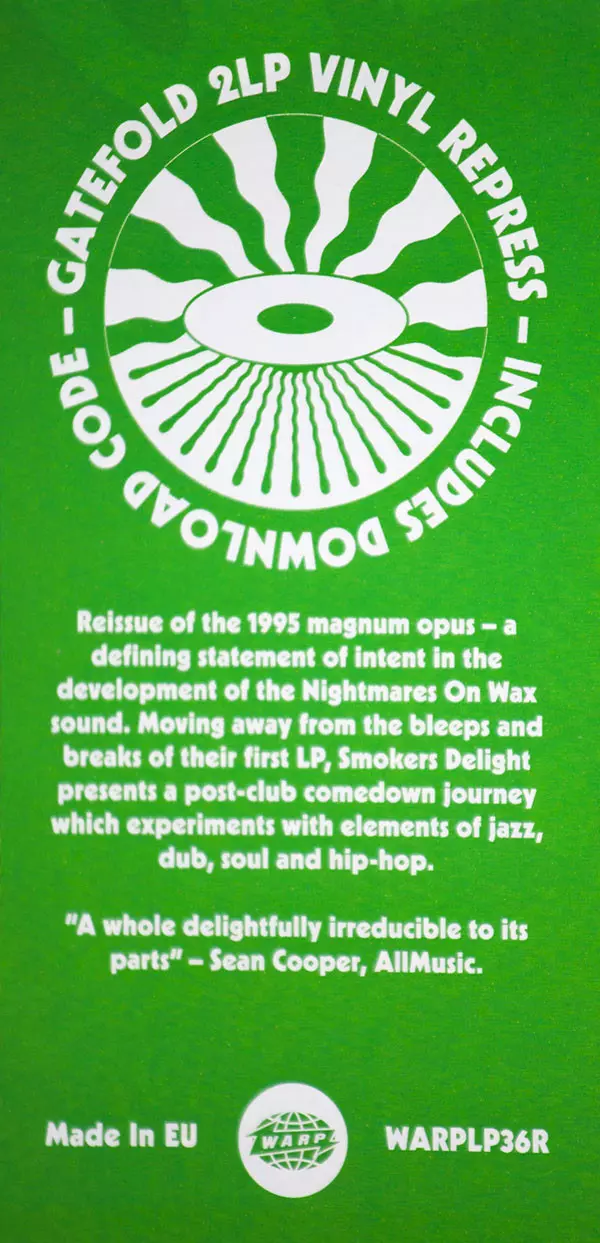 GATEFOLD 2LP VINYL REPRESS – INCLUDES DOWNLOAD CODE –
Reissue of the 1995 magnum opus – a
defining statement of intent in the
development of the Nightmares On Wax
sound. Moving away from the bleeps and
breaks of their first LP, Smokers Delight
presents a post-club comedown journey
which experiments with elements of jazz,
dub, soul and hip-hop.
"A whole delightfully irreducible to its
parts" – Sean Cooper, AllMusic.
Made In EU
WARP
WARPLP36R